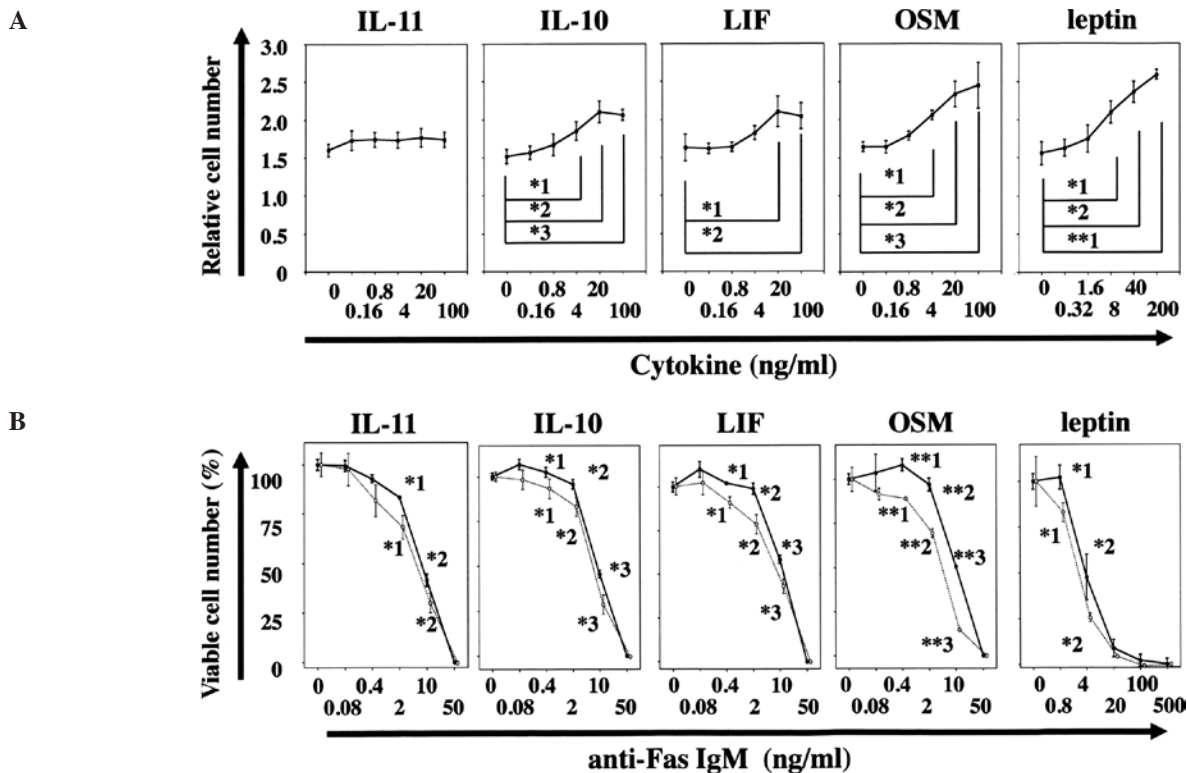 A
IL-11 IL-10 LIF OSM leptin
Relative cell number
3.0
2.5
2.0
1.5
1.0
0.5
0
*1 *2 *3
*1 *2
*1 *2 *3
*1 *2 **1
0 0.8 20 0 0.8 20 0 0.8 20 0 0.8 20 0 1.6 40
0.16 4 100 0.16 4 100 0.16 4 100 0.16 4 100 0.32 8 200
Cytokine (ng/ml)
B
IL-11 IL-10 LIF OSM leptin
Viable cell number (%)
100
75
50
25
0
*1 *1 *2 *2
*1 *2 *1 *2 *3 *3
*1 *2 *1 *2 *3 *3
**1 **2 **1 **2 **3 **3
*1 *1 *2 *2
0 0.4 10 0 0.4 10 0 0.4 10 0 0.4 10 0 4 100
0.08 2 50 0.08 2 50 0.08 2 50 0.08 2 50 0.8 20 500
anti-Fas IgM (ng/ml)